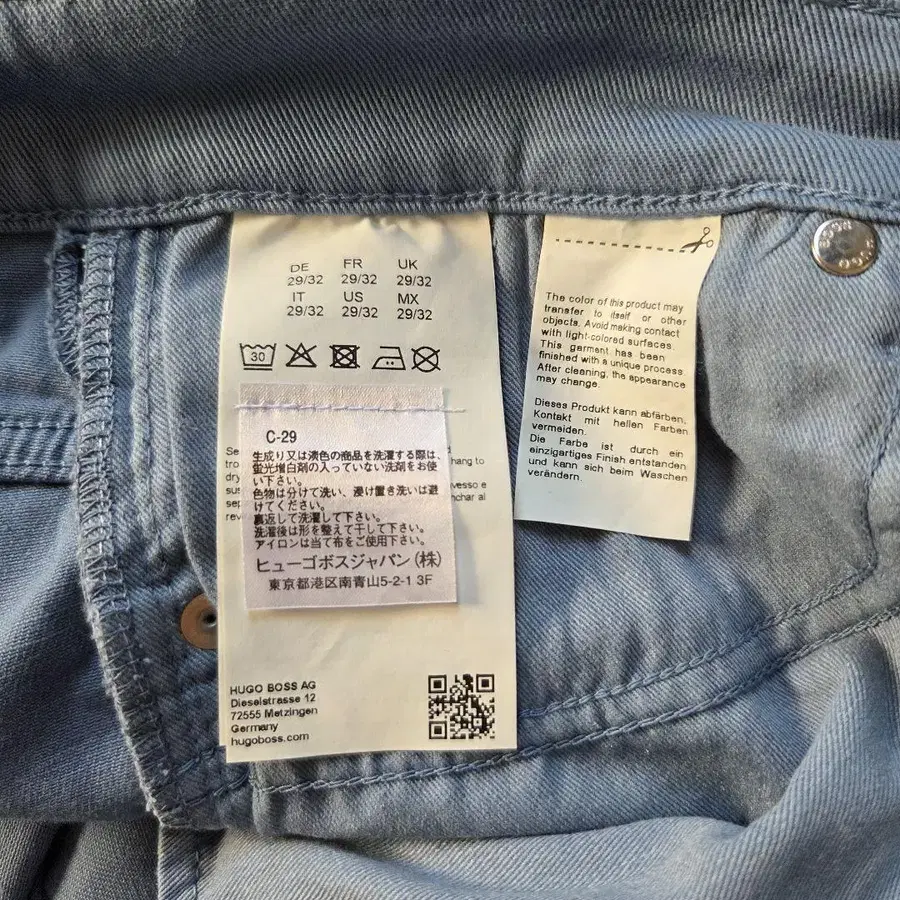 DE FR UK
29/32 29/32 29/32
IT US MX
29/32 29/32 29/32
30
C-29
生成り又は淡色の商品を洗濯する際は、
蛍光増白剤の入っていない洗剤をお使
い下さい。
色物は分けて洗い、浸け置き洗いは避
けてください。
裏返して洗濯して下さい。
洗濯後は形を整えて干して下さい。
アイロンは当て布をご使用下さい。
ヒューゴボスジャパン(株)
東京都港区南青山5-2-1 3F
hang to
HUGO BOSS AG
Dieselstrasse 12
72555 Metzingen
Germany
hugoboss.com
The color of this product may
transfer to itself or other
objects. Avoid making contact
with light-colored surfaces.
This garment has been
finished with a unique process.
After cleaning, the appearance
may change.
Dieses Produkt kann abfärben,
Kontakt mit hellen Farben
vermeiden.
Die Farbe ist durch ein
einzigartiges Finish entstanden
und kann sich beim Waschen
verändern.